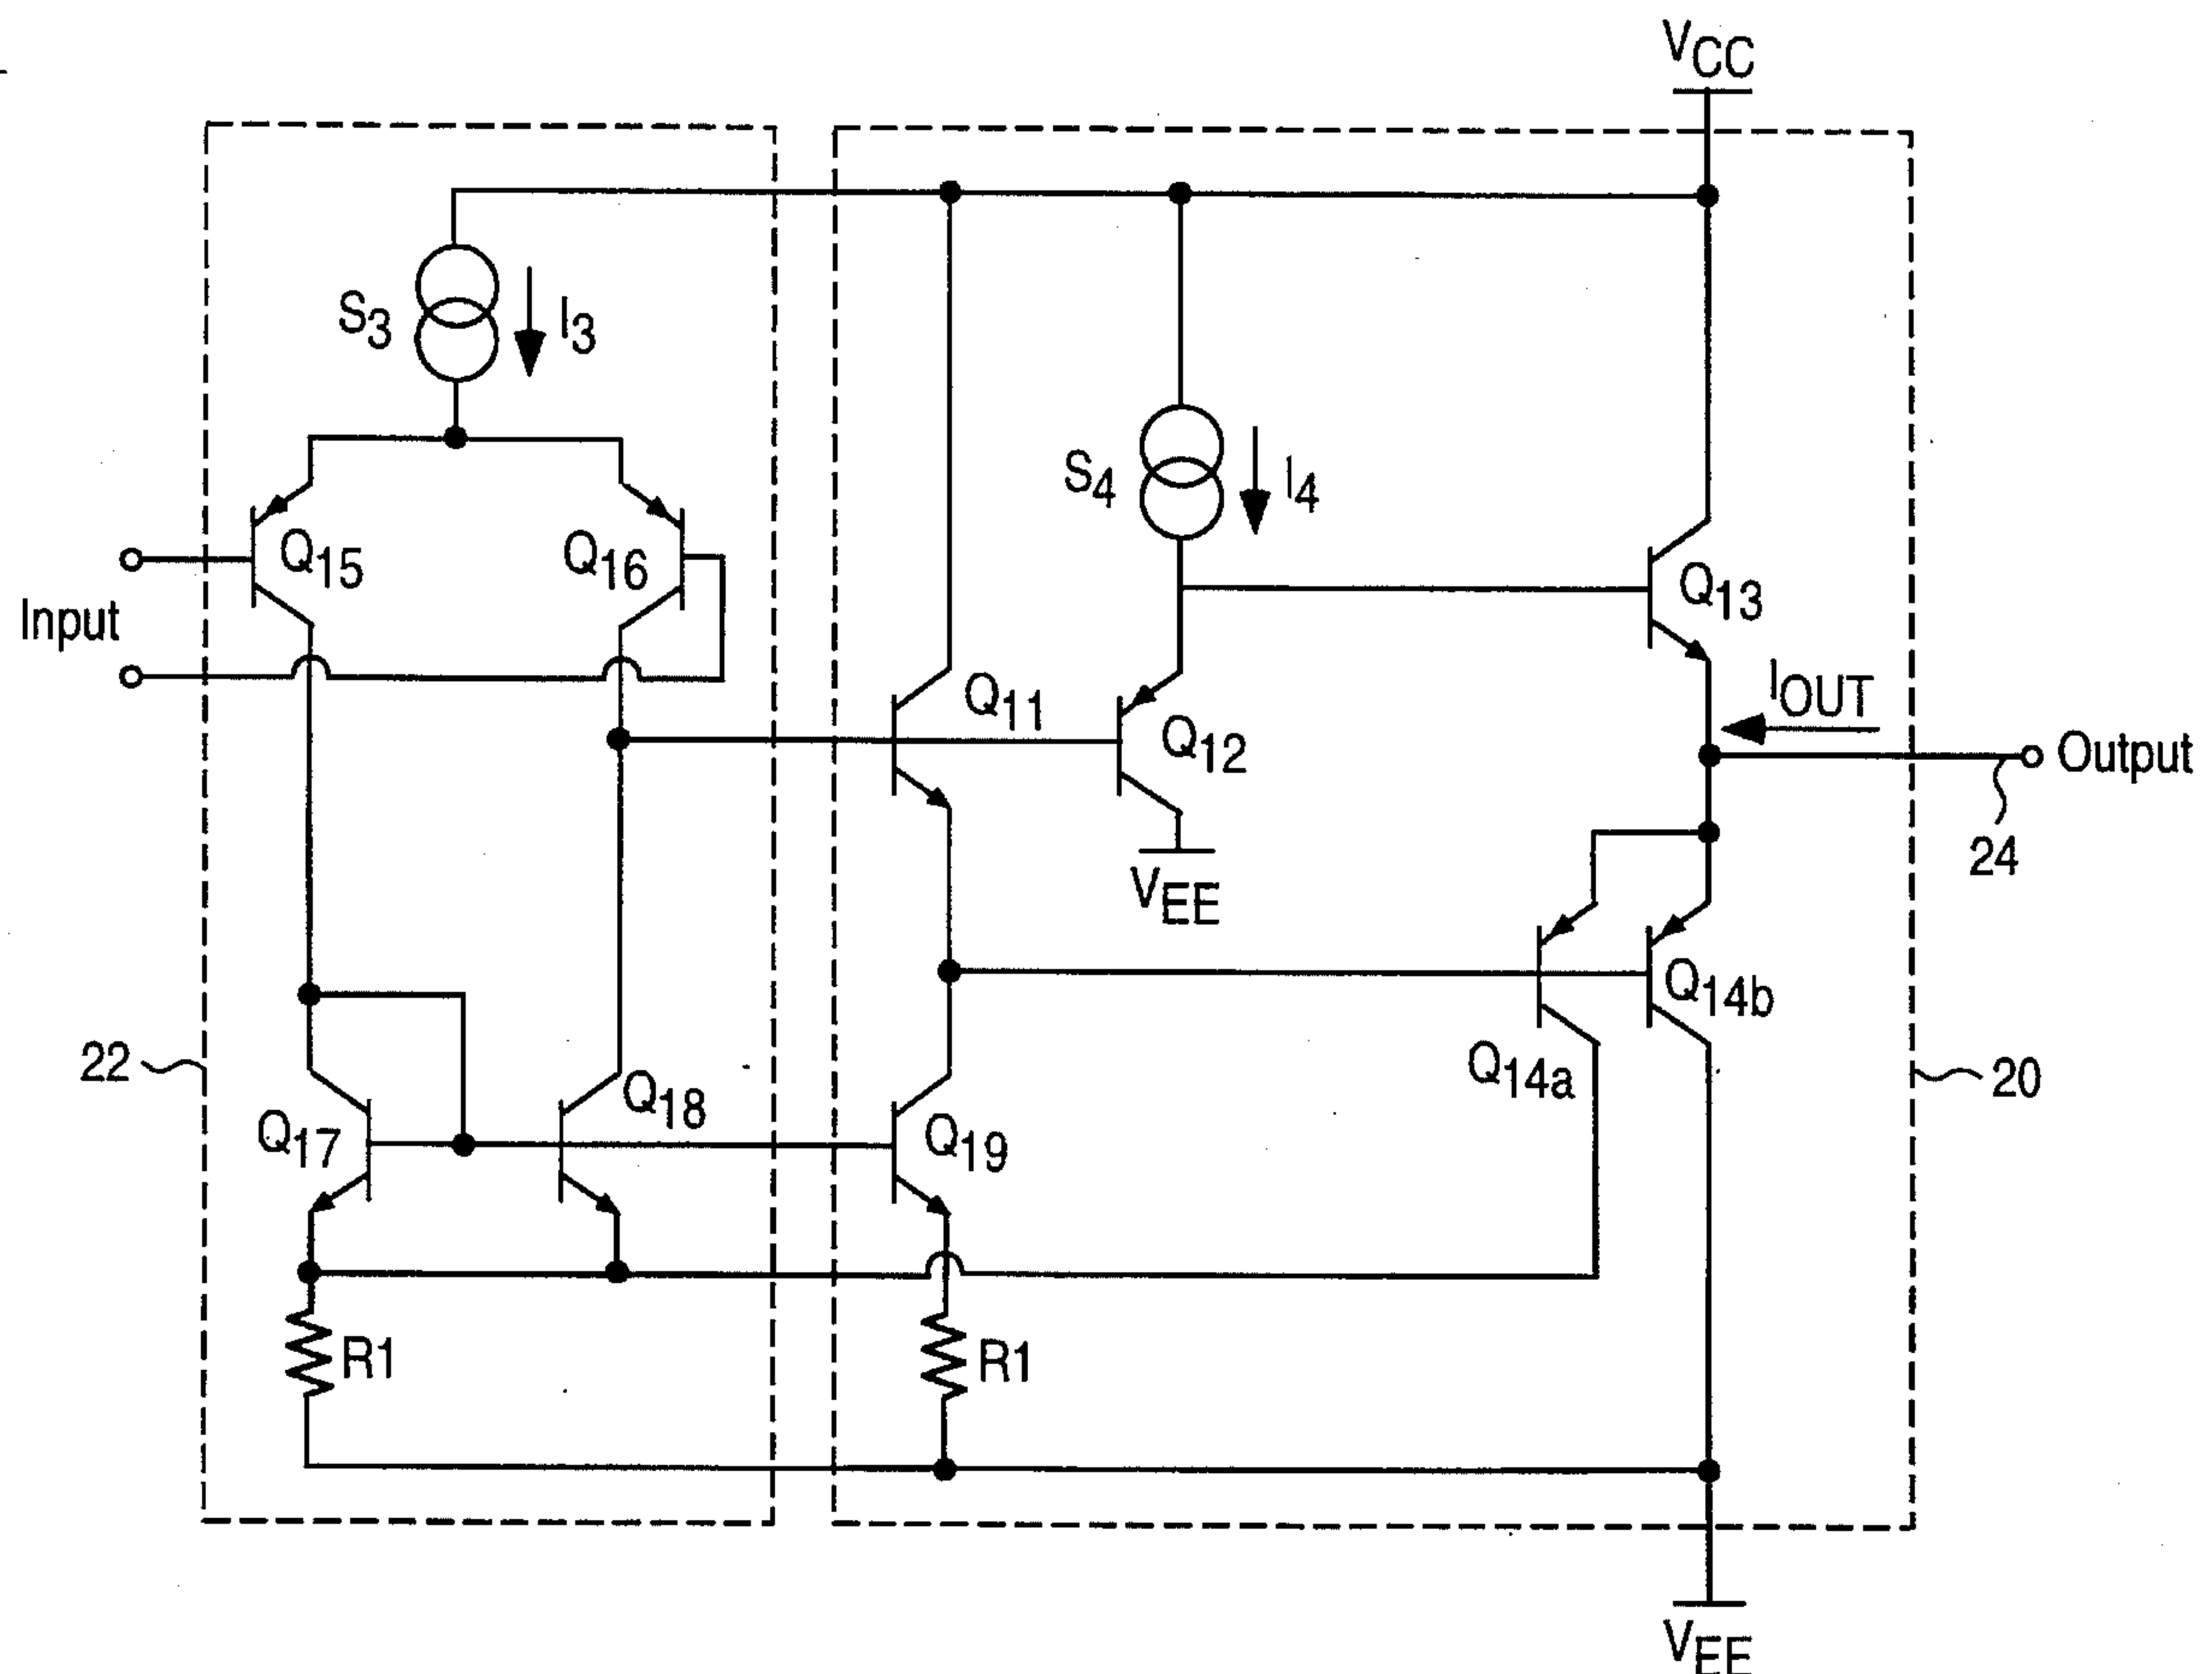 VCC
S3
I3
S4
I4
Q15
Q16
Q13
Input
Q11
Q12
IOUT
Output
24
VEE
Q14b
Q14a
22
20
Q17
Q18
Q19
R1
R1
VEE